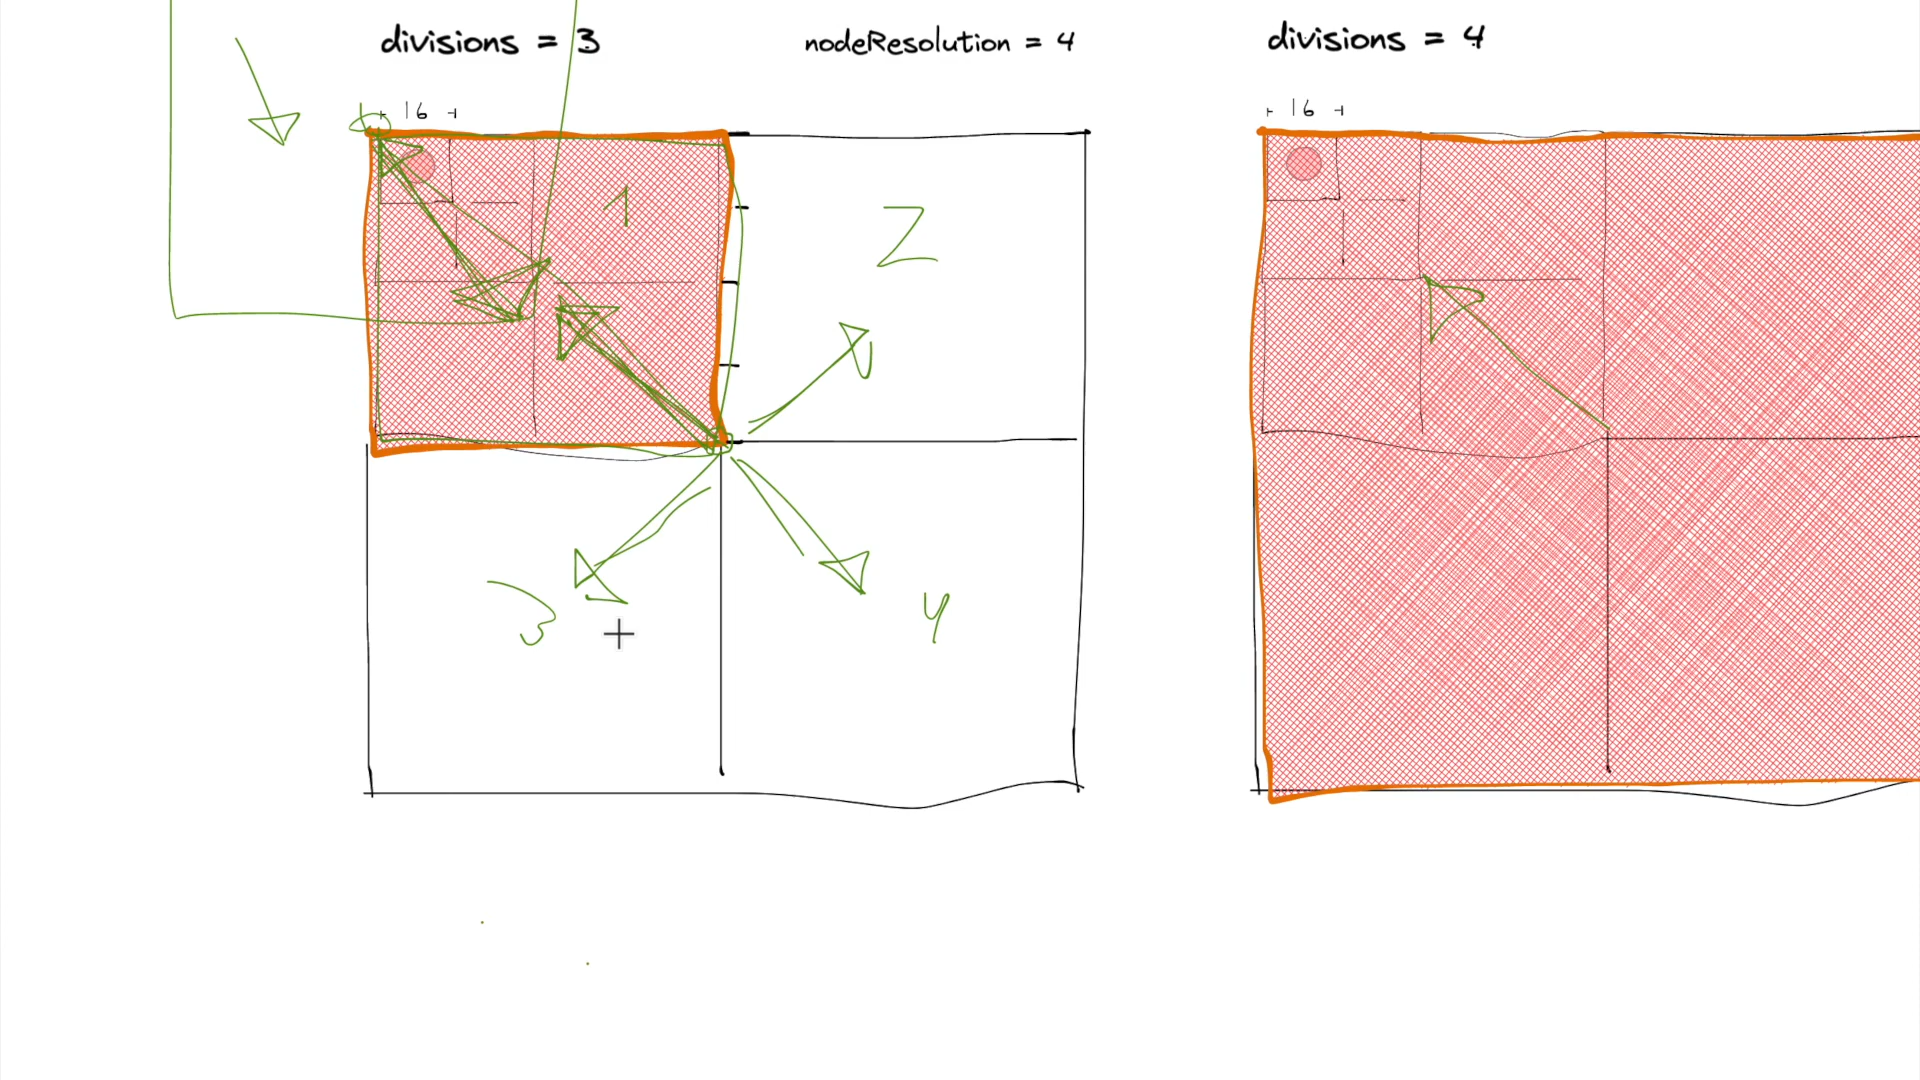 divisions = 3
nodeResolution = 4
divisions = 4
16
16
1
2
3
4